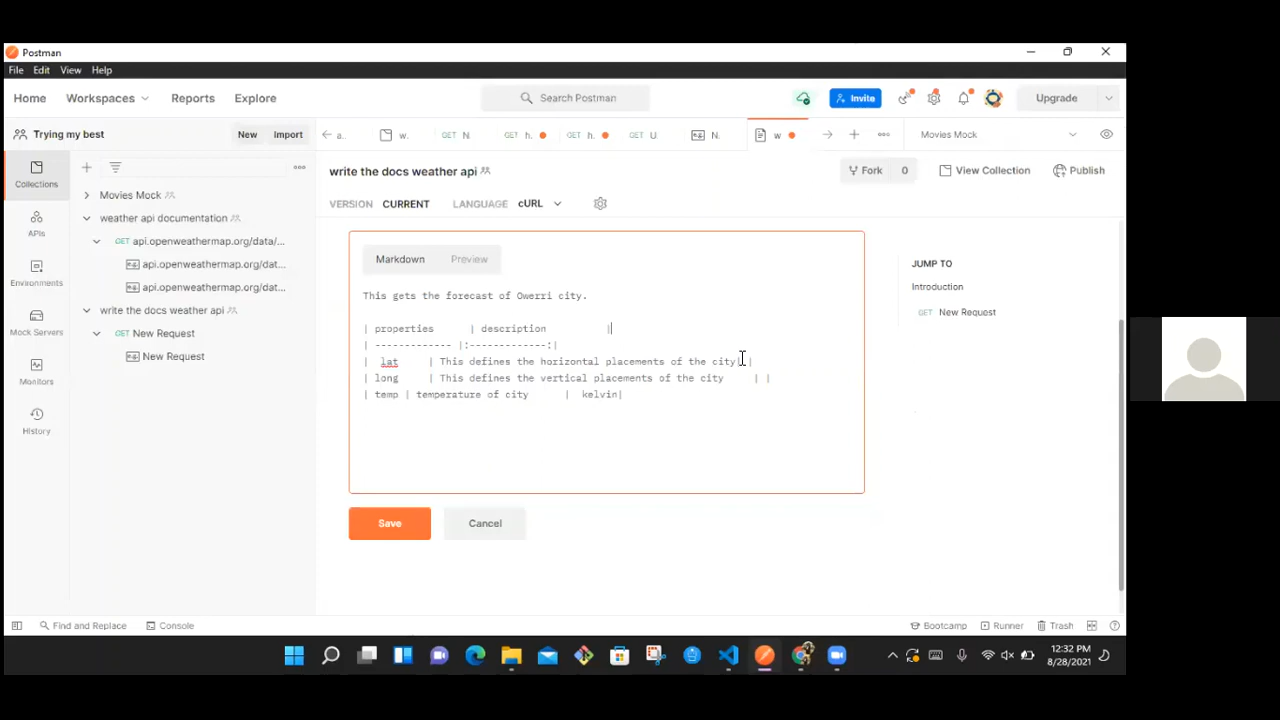 Postman
File Edit View Help
Home Workspaces Reports Explore Search Postman Invite Upgrade
Trying my best New Import a. w. GET N GET h. GET h. GET U N. w Movies Mock
Collections
APIs
Environments
Mock Servers
Monitors
History
Movies Mock
weather api documentation
GET api.openweathermap.org/data/...
api.openweathermap.org/dat...
api.openweathermap.org/dat...
write the docs weather api
GET New Request
New Request
write the docs weather api Fork 0 View Collection Publish
VERSION CURRENT LANGUAGE cURL
Markdown Preview
This gets the forecast of Owerri city.
| properties | description |
| ------------- |:-------------:|
| lat | This defines the horizontal placements of the city| |
| long | This defines the vertical placements of the city | |
| temp | temperature of city | kelvin|
Save Cancel
JUMP TO
Introduction
GET New Request
Find and Replace Console Bootcamp Runner Trash
12:32 PM
8/28/2021